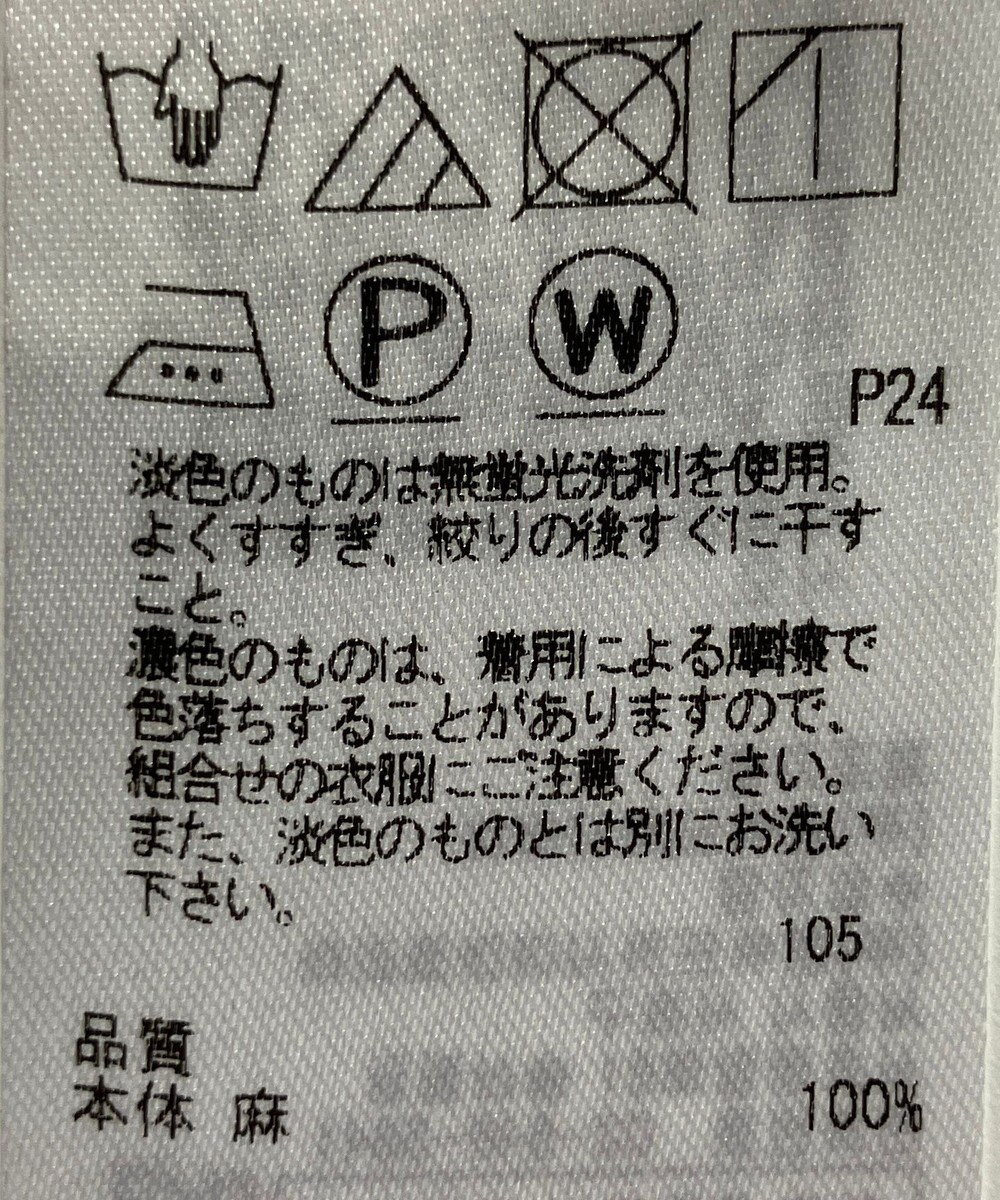 P
W
P24
淡色のものは無蛍光洗剤を使用。
よくすすぎ、絞りの後すぐに干す
こと。
濃色のものは、着用による摩擦で
色落ちすることがありますので、
組合せの衣服にご注意ください。
また、淡色のものとは別にお洗い
下さい。
105
品質
本体 麻 100%